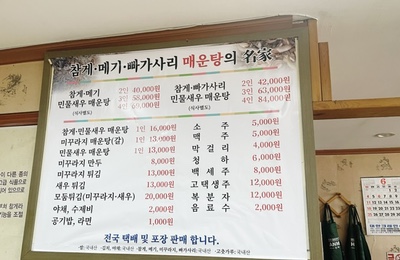 참게·메기·빠가사리 매운탕의 名家
참게·메기 2인 40,000원
민물새우 매운탕 3인 58,000원
(식사별도) 4인
참게·빠가사리 2인 42,000원
민물새우 매운탕 3인 63,000원
(식사별도) 4인 84,000원
참게·민물새우 매운탕 1인 16,000원
미꾸라지 매운탕(갈) 1인 13,000원
민물새우 매운탕 1인 13,000원
미꾸라지 만두 8,000원
미꾸라지 튀김 13,000원
새우 튀김 13,000원
모둠튀김(미꾸라지·새우) 20,000원
야채, 수제비 2,000원
공기밥, 라면 1,000원
소주 5,000원
맥주 5,000원
막걸리 4,000원
청하 6,000원
백세주 8,000원
고택생주 12,000원
복분자 12,000원
음료수 2,000원
전국 택배 및 포장 판매 합니다.
6